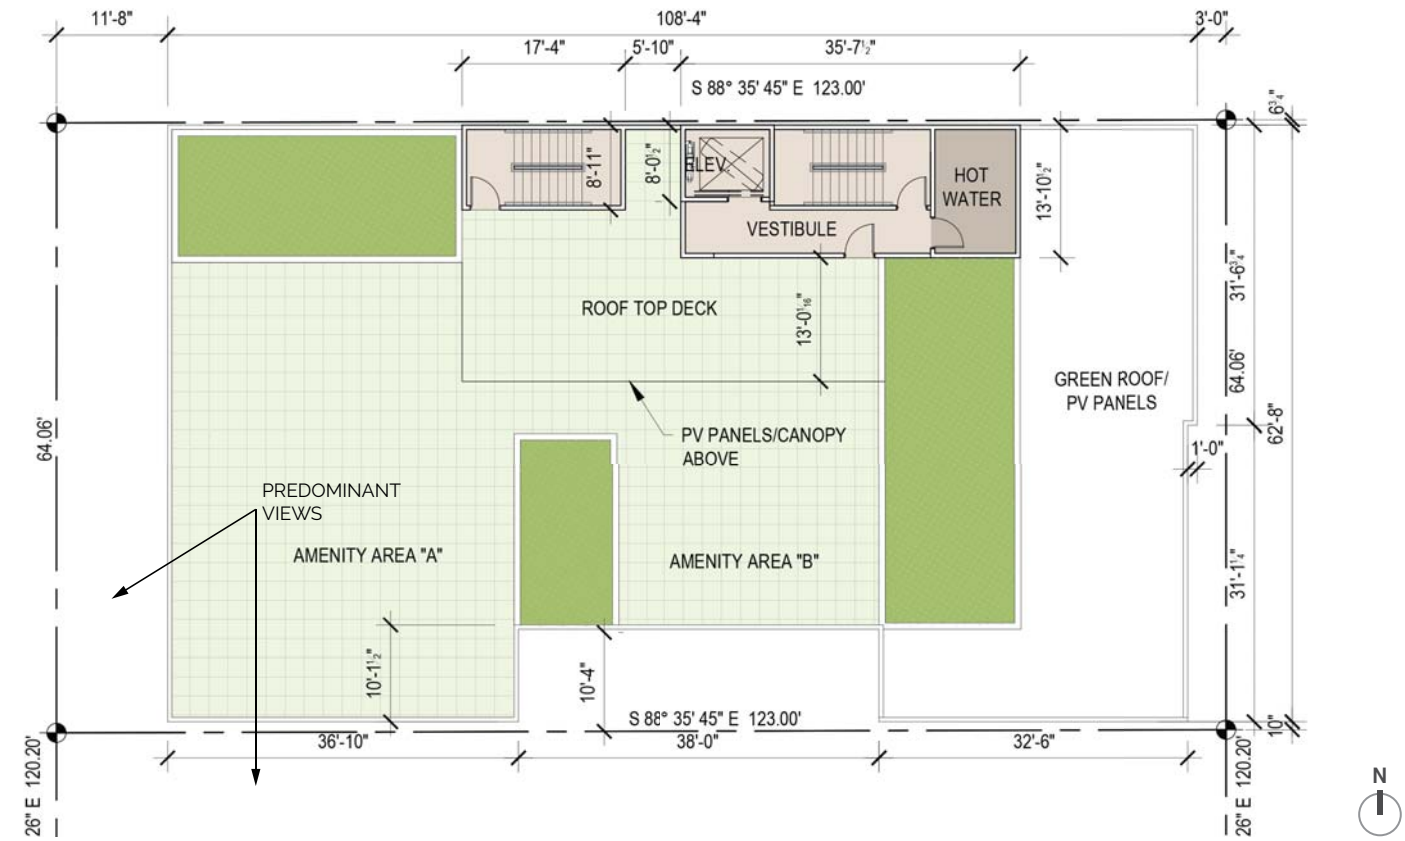 11'-8"
108'-4"
3'-0"
17'-4"
5'-10"
35'-7½"
S 88° 35' 45" E 123.00'
6¾"
8'-11"
8'-0½"
ELEV.
HOT
WATER
13'-10½"
VESTIBULE
31'-6¾"
ROOF TOP DECK
13'-0 1/16"
64.06'
GREEN ROOF/
PV PANELS
64.06'
62'-8"
PV PANELS/CANOPY
ABOVE
1'-0"
PREDOMINANT
VIEWS
AMENITY AREA "A"
AMENITY AREA "B"
31'-1¼"
10'-1½"
10'-4"
S 88° 35' 45" E 123.00'
10"
36'-10"
38'-0"
32'-6"
26" E 120.20'
26" E 120.20'
N